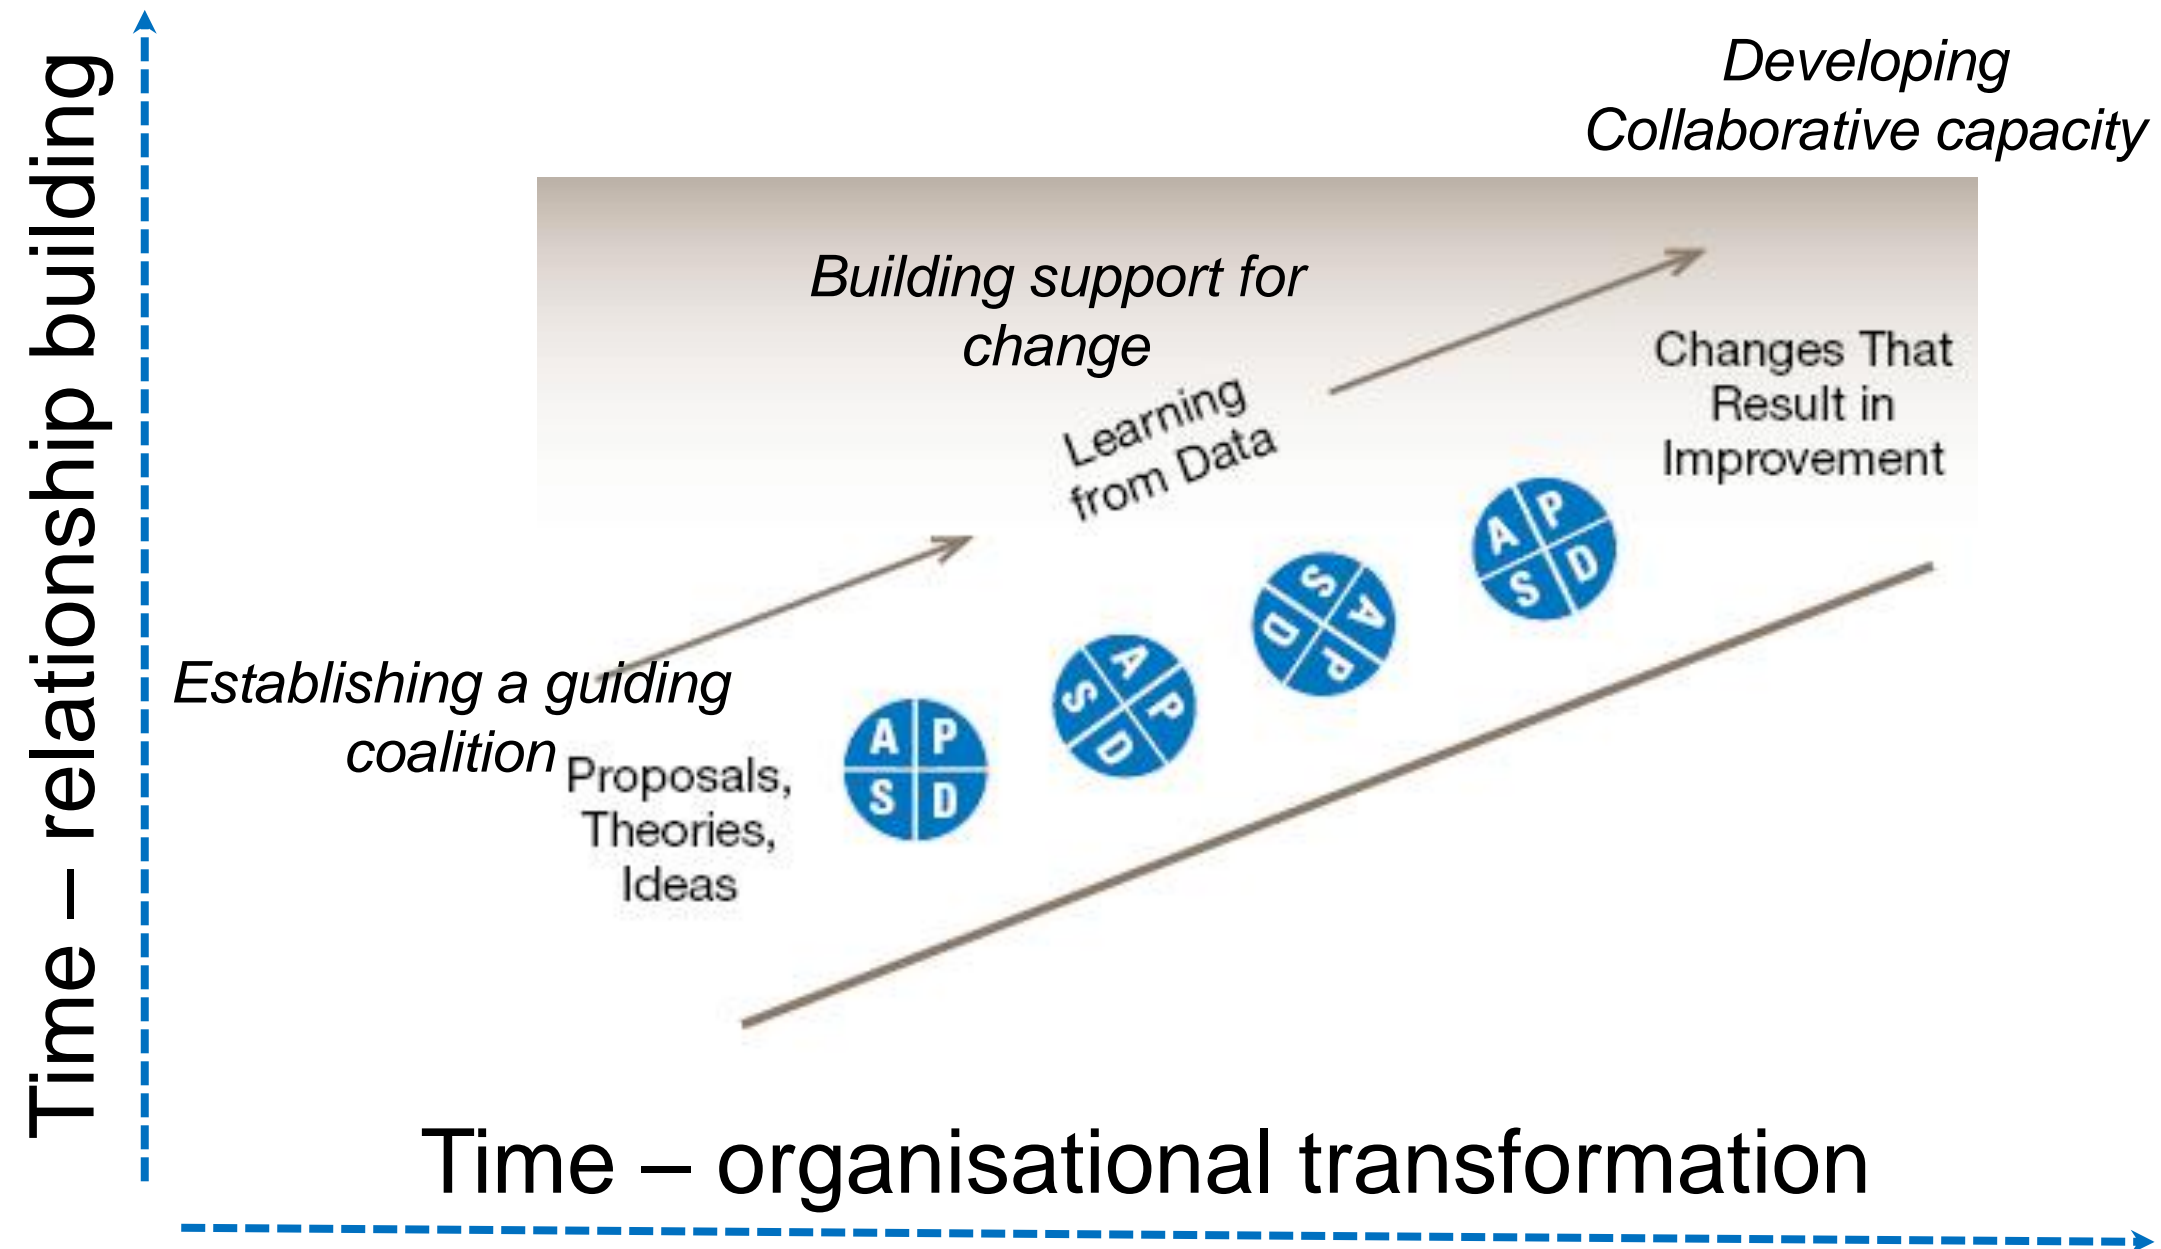 Time – relationship building
Developing
Collaborative capacity
Building support for
change
Learning
from Data
Changes That
Result in
Improvement
Establishing a guiding
coalition
Proposals,
Theories,
Ideas
A P
S D
A P
S D
S A
D P
A P
S D
Time – organisational transformation